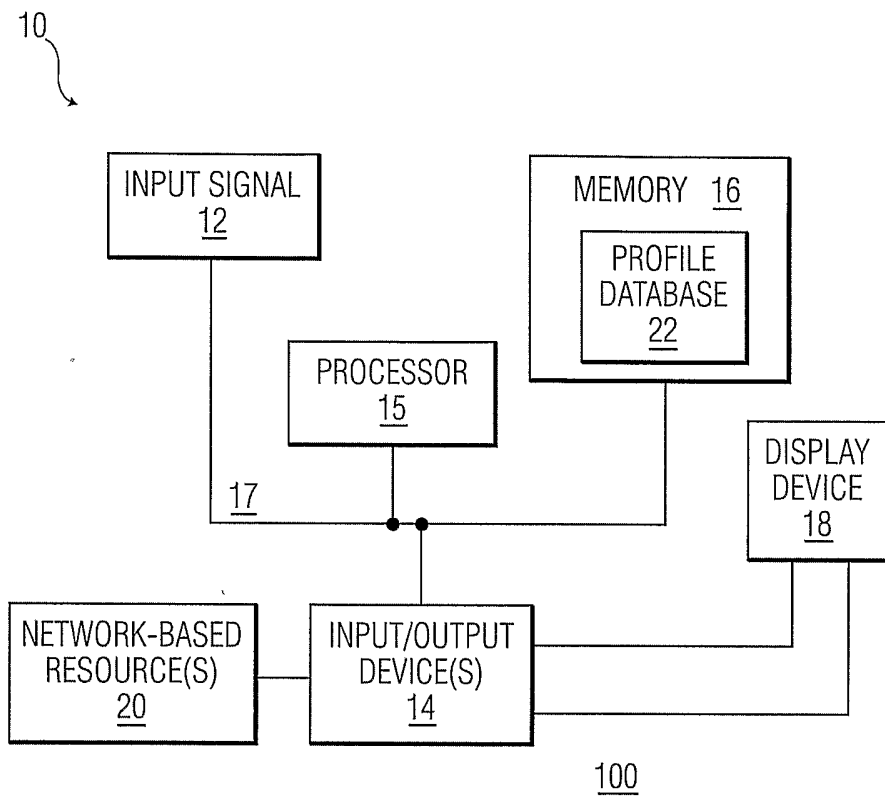 10
INPUT SIGNAL
12
MEMORY 16
PROFILE
DATABASE
22
PROCESSOR
15
DISPLAY
DEVICE
18
17
NETWORK-BASED
RESOURCE(S)
20
INPUT/OUTPUT
DEVICE(S)
14
100